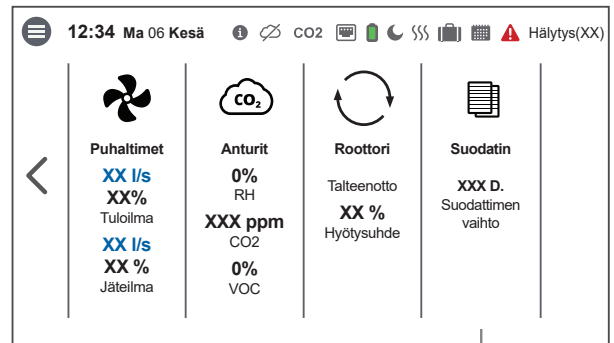 12:34 Ma 06 Kesä CO2 Hälytys(XX)
CO₂
Puhaltimet
XX l/s
XX%
Tuloilma
XX l/s
XX %
Jäteilma
Anturit
0%
RH
XXX ppm
CO2
0%
VOC
Roottori
Talteenotto
XX %
Hyötysuhde
Suodatin
XXX D.
Suodattimen
vaihto